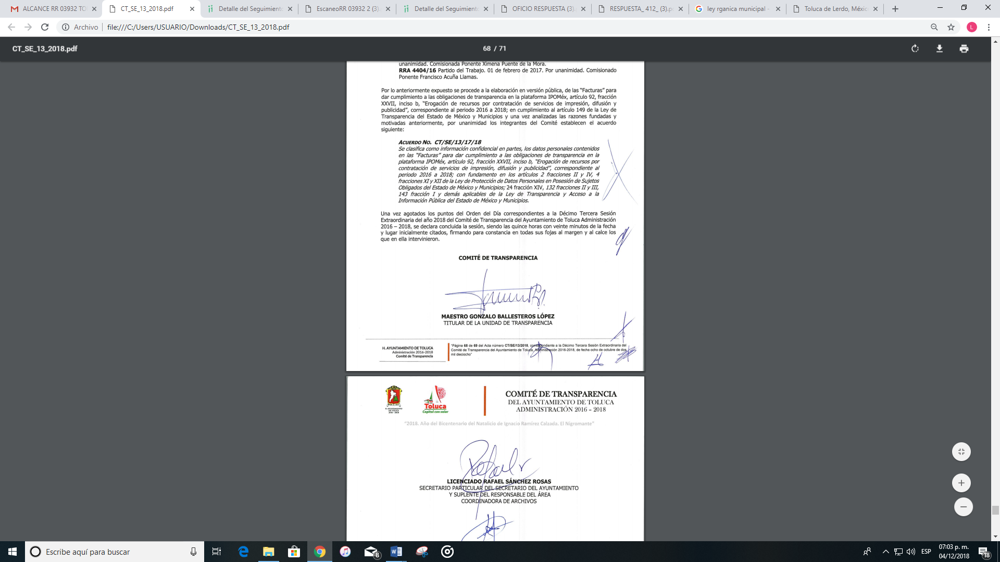 ALCANCE RR 03932 TO
CT_SE_13_2018.pdf
Detalle del Seguimiento
EscaneoRR 03932 2 (3).
Detalle del Seguimiento
OFICIO RESPUESTA (3).
RESPUESTA_ 412_ (3).p
ley rganica municipal -
Toluca de Lerdo, Méxic
Archivo
file:///C:/Users/USUARIO/Downloads/CT_SE_13_2018.pdf
L
CT_SE_13_2018.pdf
68 / 71
unanimidad. Comisionada Ponente Ximena Puente de la Mora.
RRA 4404/16 Partido del Trabajo. 01 de febrero de 2017. Por unanimidad. Comisionado
Ponente Francisco Acuña Llamas.
Por lo anteriormente expuesto se procede a la elaboración en versión pública, de las “Facturas” para
dar cumplimiento a las obligaciones de transparencia en la plataforma IPOMéx, artículo 92, fracción
XXVII, inciso b, “Erogación de recursos por contratación de servicios de impresión, difusión y
publicidad”, correspondiente al periodo 2016 a 2018; en cumplimiento al artículo 149 de la Ley de
Transparencia del Estado de México y Municipios y una vez analizadas las razones fundadas y
motivadas anteriormente, por unanimidad los integrantes del Comité establecen el acuerdo
siguiente:
ACUERDO No. CT/SE/13/17/18
Se clasifica como información confidencial en partes, los datos personales contenidos
en las “Facturas” para dar cumplimiento a las obligaciones de transparencia en la
plataforma IPOMéx, artículo 92, fracción XXVII, inciso b, “Erogación de recursos por
contratación de servicios de impresión, difusión y publicidad”, correspondiente al
periodo 2016 a 2018; con fundamento en los artículos 2 fracciones II y IV, 4
fracciones XI y XII de la Ley de Protección de Datos Personales en Posesión de Sujetos
Obligados del Estado de México y Municipios; 24 fracción XIV, 132 fracciones II y III,
143 fracción I y demás aplicables de la Ley de Transparencia y Acceso a la
Información Pública del Estado de México y Municipios.
Una vez agotados los puntos del Orden del Día correspondientes a la Décimo Tercera Sesión
Extraordinaria del año 2018 del Comité de Transparencia del Ayuntamiento de Toluca Administración
2016 – 2018, se declara concluida la sesión, siendo las quince horas con veinte minutos de la fecha
y lugar inicialmente citados, firmando para constancia en todas sus fojas al margen y al calce los
que en ella intervinieron.
COMITÉ DE TRANSPARENCIA
MAESTRO GONZALO BALLESTEROS LÓPEZ
TITULAR DE LA UNIDAD DE TRANSPARENCIA
H. AYUNTAMIENTO DE TOLUCA
Administración 2016-2018
Comité de Transparencia
“Página 68 de 69 del Acta número CT/SE/13/2018, correspondiente a la Décimo Tercera Sesión Extraordinaria del
Comité de Transparencia del Ayuntamiento de Toluca, Administración 2016-2018, de fecha ocho de octubre de dos
mil dieciocho”
H. AYUNTAMIENTO
DE TOLUCA
2016 - 2018
Toluca
Capital con valor
COMITÉ DE TRANSPARENCIA
DEL AYUNTAMIENTO DE TOLUCA
ADMINISTRACIÓN 2016 – 2018
“2018. Año del Bicentenario del Natalicio de Ignacio Ramírez Calzada. El Nigromante”
LICENCIADO RAFAEL SÁNCHEZ ROSAS
SECRETARIO PARTICULAR DEL SECRETARIO DEL AYUNTAMIENTO
Y SUPLENTE DEL RESPONSABLE DEL ÁREA
COORDINADORA DE ARCHIVOS
Escribe aquí para buscar
8
ESP
07:03 p. m.
04/12/2018
18